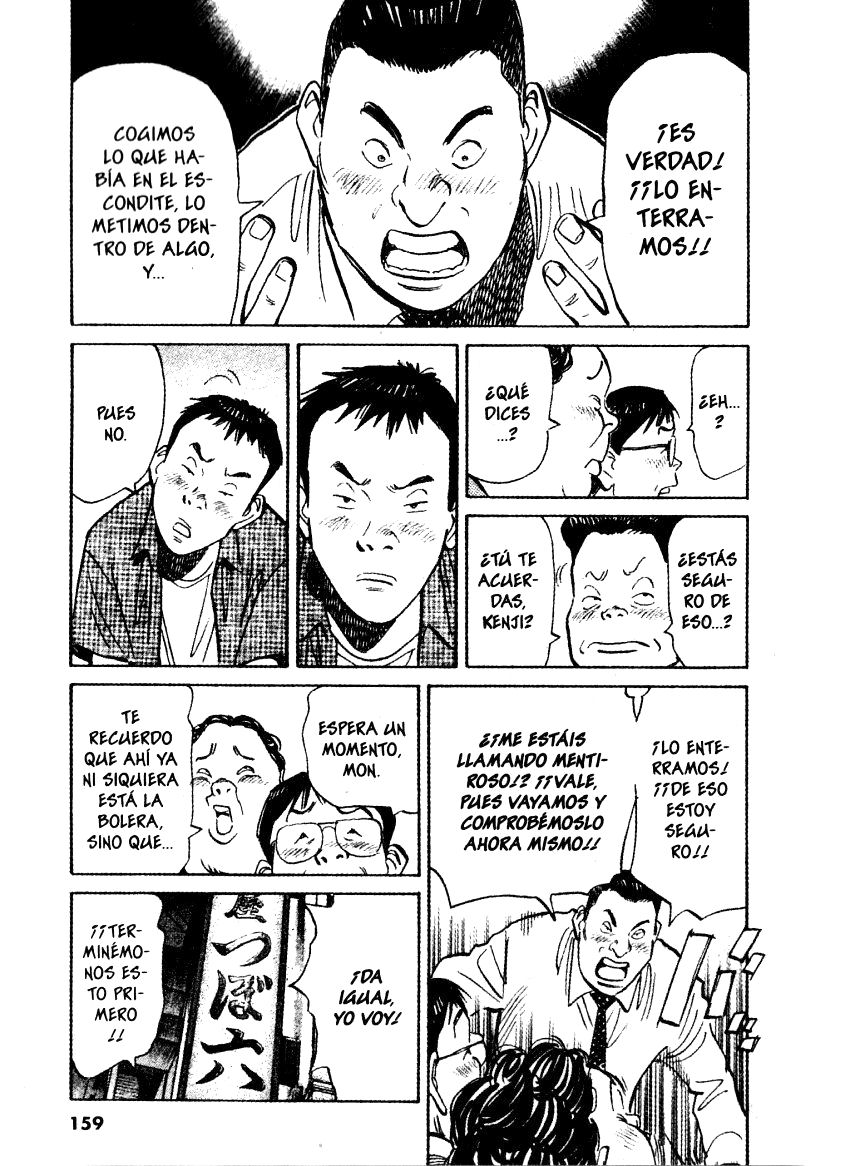 ¡ES
VERDAD!
¡¡LO EN-
TERRA-
MOS!!
COGIMOS
LO QUE HA-
BÍA EN EL ES-
CONDITE, LO
METIMOS DEN-
TRO DE ALGO,
Y...
¿EH...
?
¿QUÉ
DICES
...?
¿ESTÁS
SEGU-
RO DE
ESO...?
¿TÚ TE
ACUER-
DAS,
KENJI?
PUES
NO.
¡LO ENTE-
RRAMOS!
¡¡DE ESO
ESTOY
SEGU-
RO!!
¿¡ME ESTÁIS
LLAMANDO MENTI-
ROSO!? ¡¡VALE,
PUES VAYAMOS Y
COMPROBÉMOSLO
AHORA MISMO!!
ESPERA UN
MOMENTO,
MON.
TE
RECUERDO
QUE AHÍ YA
NI SIQUIERA
ESTÁ LA
BOLERA,
SINO QUE...
¡DA
IGUAL,
YO VOY!
つぼ六
¡¡TER-
MINÉMO-
NOS ES-
TO PRI-
MERO
!!
159